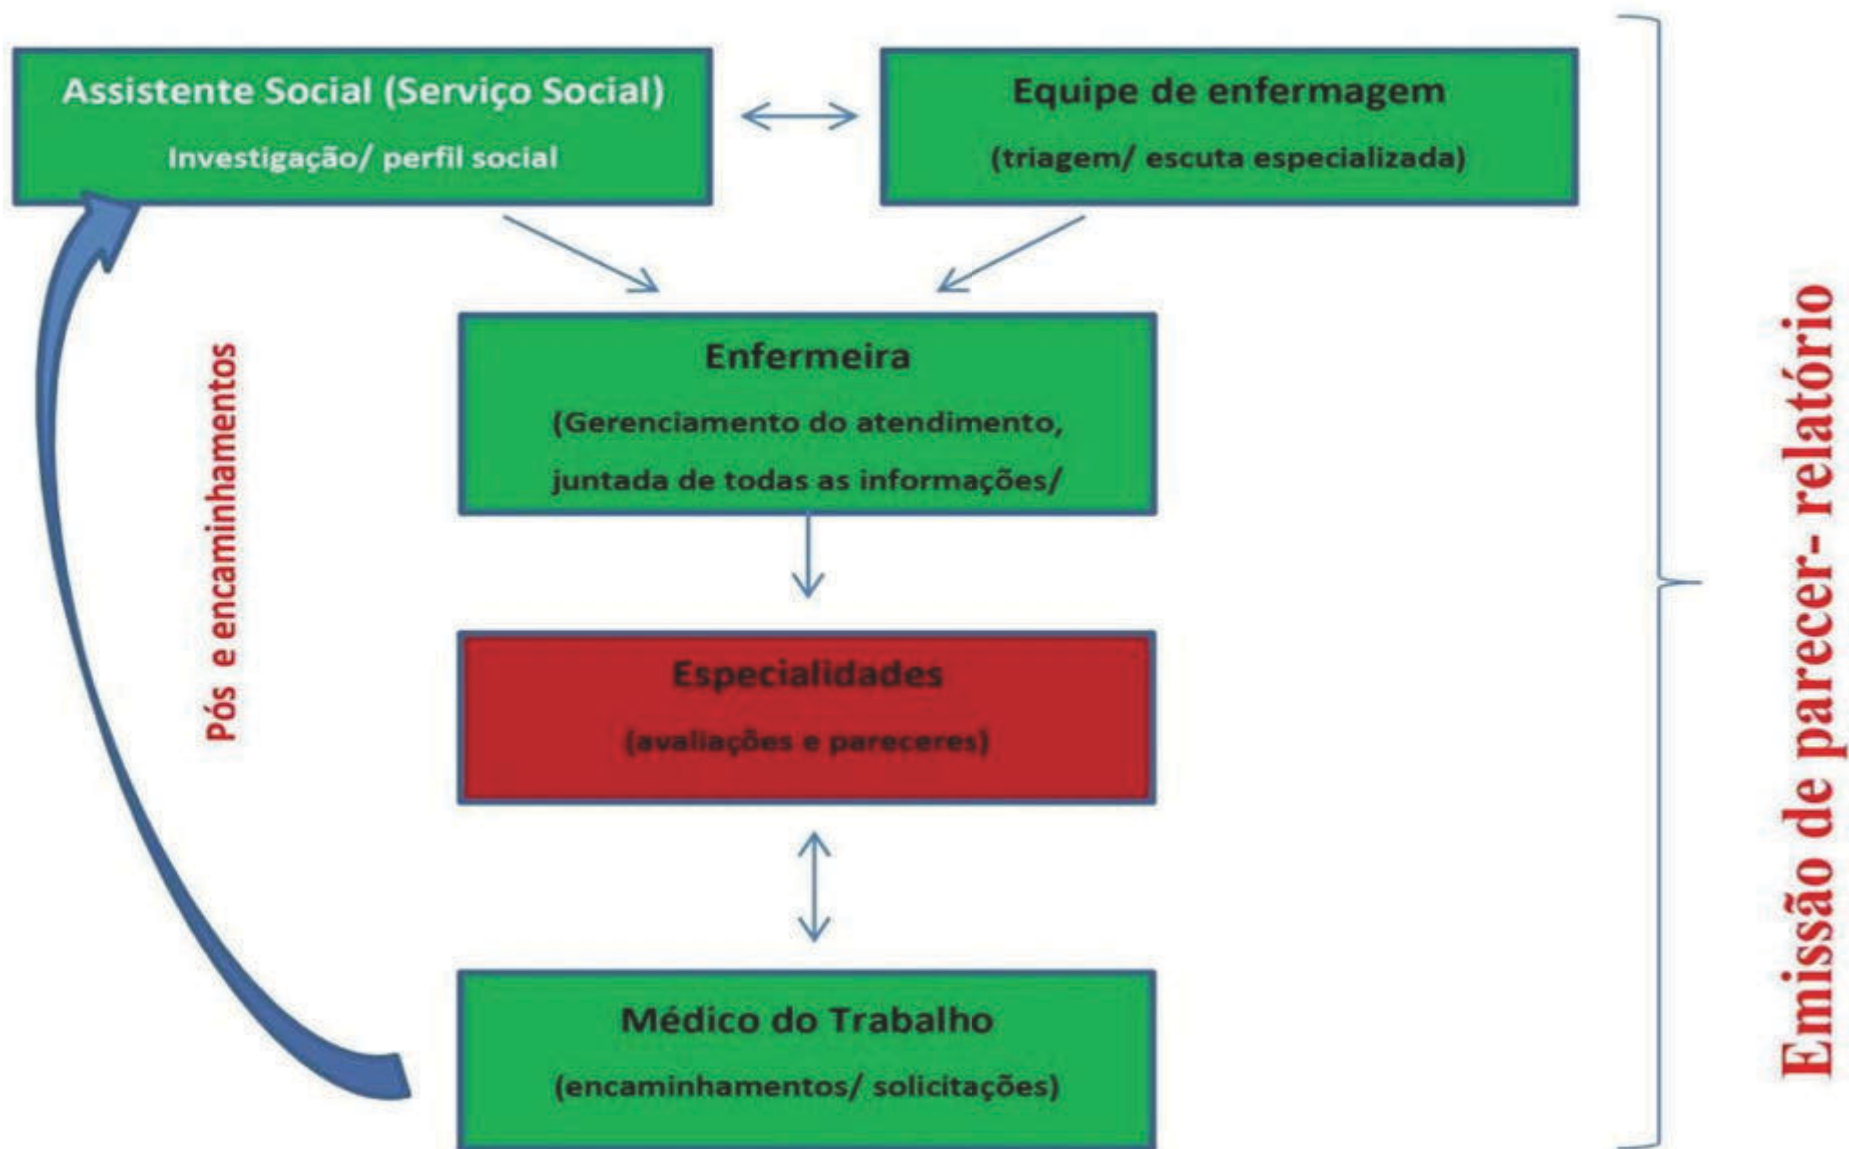 Assistente Social (Serviço Social)
Investigação/ perfil social
Equipe de enfermagem
(triagem/ escuta especializada)
Enfermeira
(Gerenciamento do atendimento,
juntada de todas as informações/
Especialidades
(avaliações e pareceres)
Médico do Trabalho
(encaminhamentos/ solicitações)
Pós e encaminhamentos
Emissão de parecer- relatório